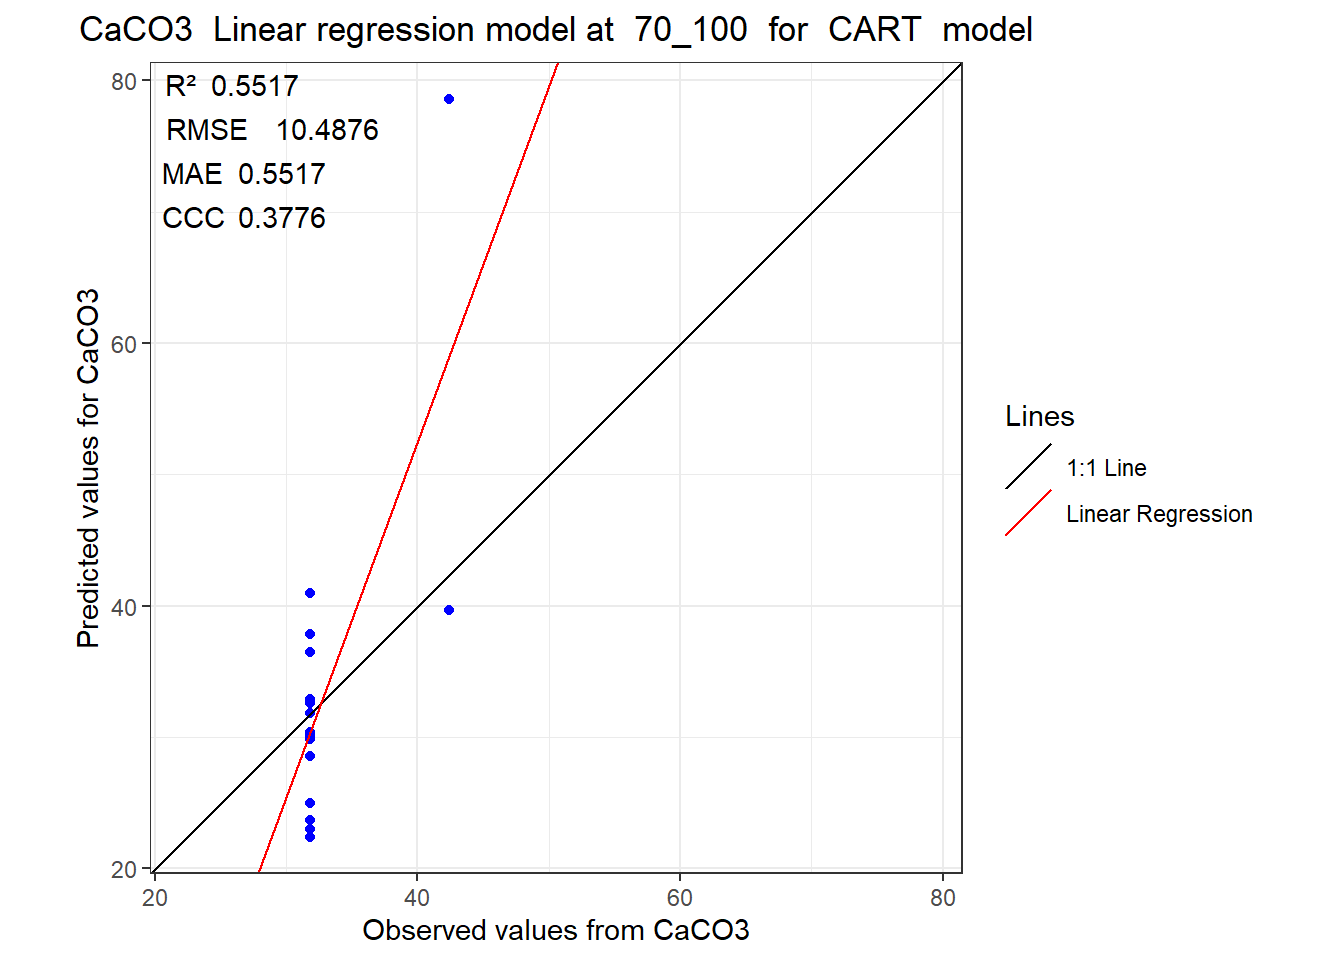 CaCO3 Linear regression model at 70_100 for CART model
R² 0.5517
RMSE 10.4876
MAE 0.5517
CCC 0.3776
80
60
40
20
Predicted values for CaCO3
20 40 60 80
Observed values from CaCO3
Lines
1:1 Line
Linear Regression